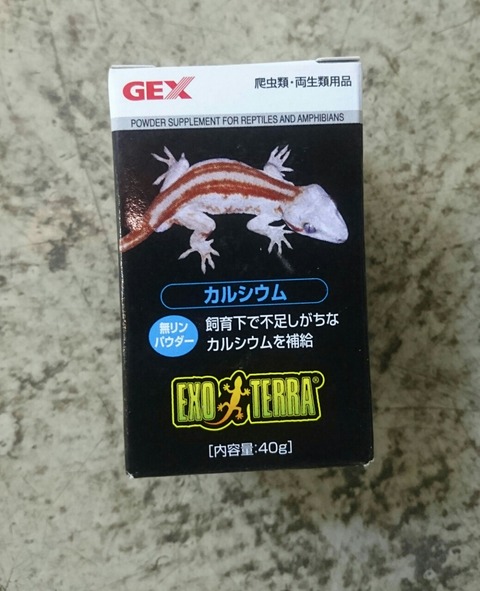 GEX
爬虫類・両生類用品
POWDER SUPPLEMENT FOR REPTILES AND AMPHIBIANS
カルシウム
無リン
パウダー
飼育下で不足しがちな
カルシウムを補給
EXO TERRA®
[内容量:40g]